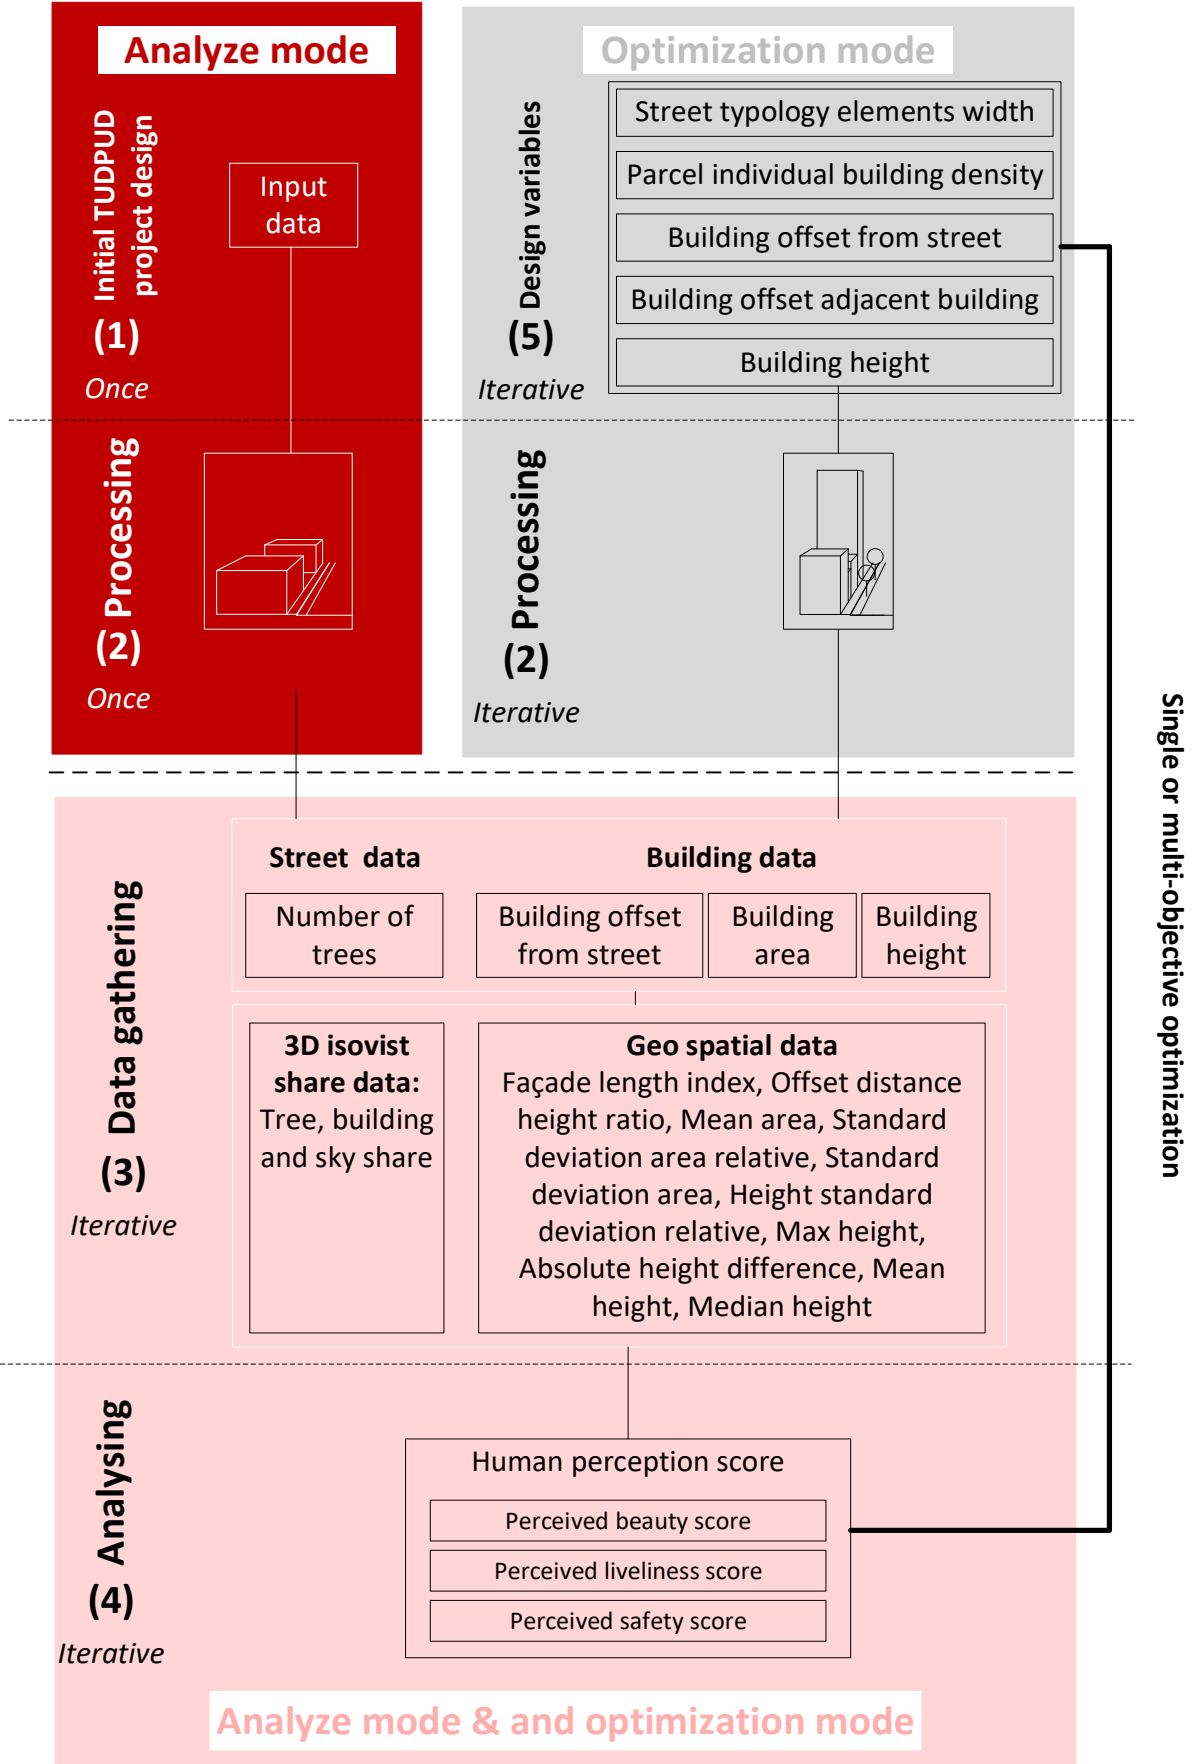 Analyze mode
Initial TUDPUD
project design
(1)
Once
Input
data
Processing
(2)
Once
Optimization mode
Design variables
(5)
Iterative
Street typology elements width
Parcel individual building density
Building offset from street
Building offset adjacent building
Building height
Processing
(2)
Iterative
Single or multi-objective optimization
Data gathering
(3)
Iterative
Street data
Number of
trees
Building data
Building offset
from street
Building
area
Building
height
3D isovist
share data:
Tree, building
and sky share
Geo spatial data
Façade length index, Offset distance
height ratio, Mean area, Standard
deviation area relative, Standard
deviation area, Height standard
deviation relative, Max height,
Absolute height difference, Mean
height, Median height
Analysing
(4)
Iterative
Human perception score
Perceived beauty score
Perceived liveliness score
Perceived safety score
Analyze mode & and optimization mode